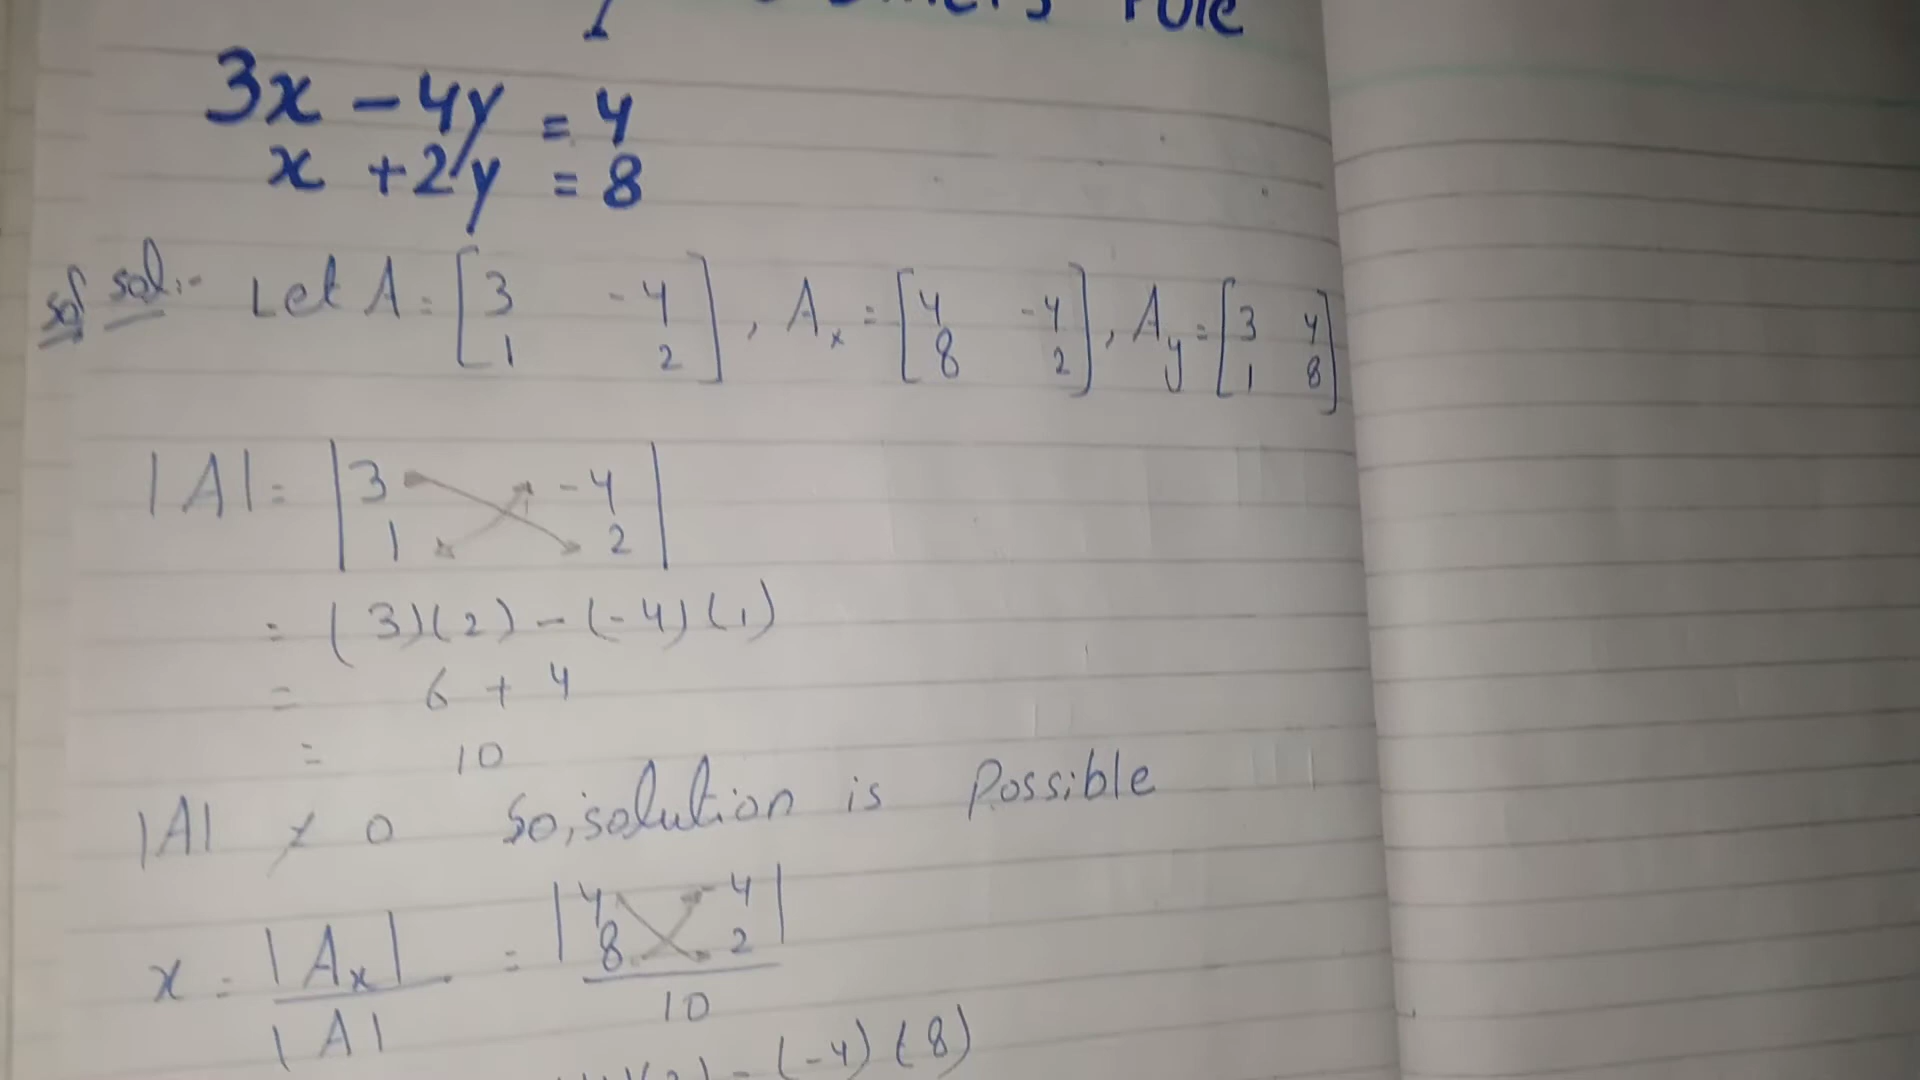 rule
3x - 4y = 4
x + 2y = 8
sol sol:- Let A = [3 -4], Ax = [4 -4], Ay = [3 4]
1 2 8 2 1 8
|A| = |3 -4|
1 2
= (3)(2) - (-4)(1)
= 6 + 4
= 10
|A| ≠ 0 So, solution is Possible
x = |Ax| = |4 -4|
8 2
|A| 10
- (-4)(8)